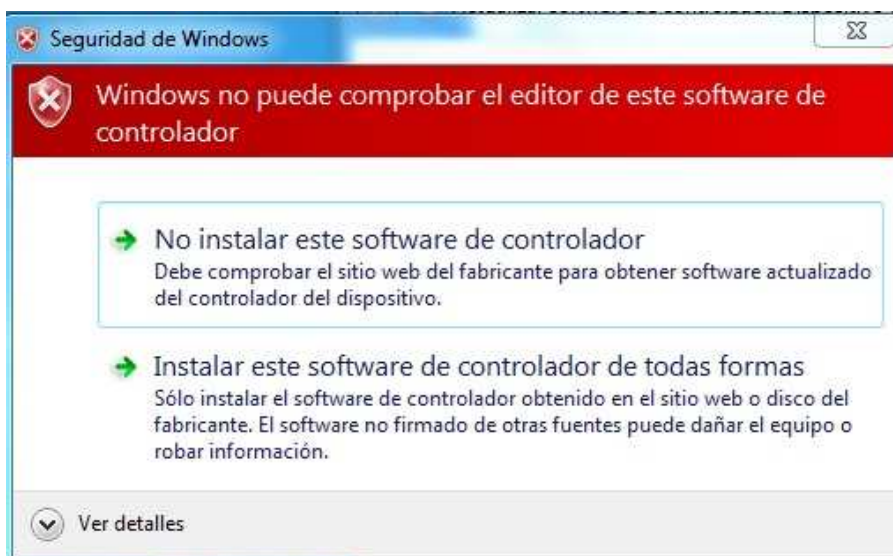 Seguridad de Windows
Windows no puede comprobar el editor de este software de
controlador
No instalar este software de controlador
Debe comprobar el sitio web del fabricante para obtener software actualizado
del controlador del dispositivo.
Instalar este software de controlador de todas formas
Sólo instalar el software de controlador obtenido en el sitio web o disco del
fabricante. El software no firmado de otras fuentes puede dañar el equipo o
robar información.
Ver detalles